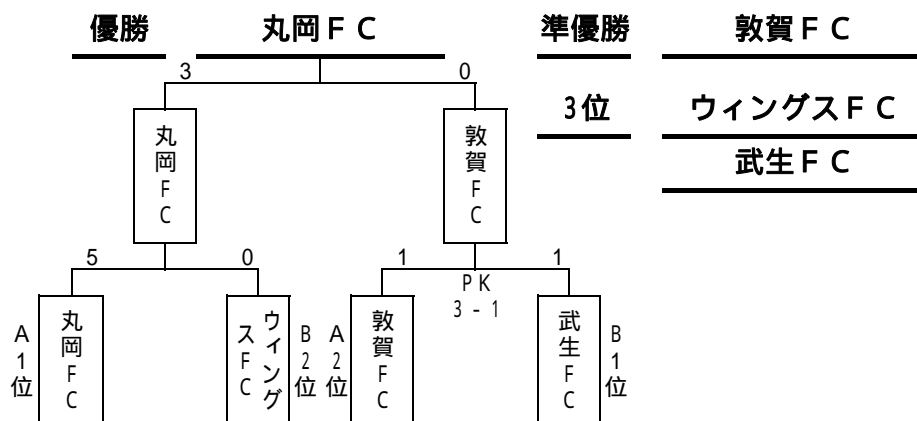 優勝 丸岡ＦＣ 準優勝 敦賀ＦＣ
3 0
3位 ウィングスＦＣ
武生ＦＣ
丸岡FC
敦賀FC
5 0 1 1
PK
3-1
A1位
丸岡FC
ウィングスFC
B2位
A2位
敦賀FC
武生FC
B1位